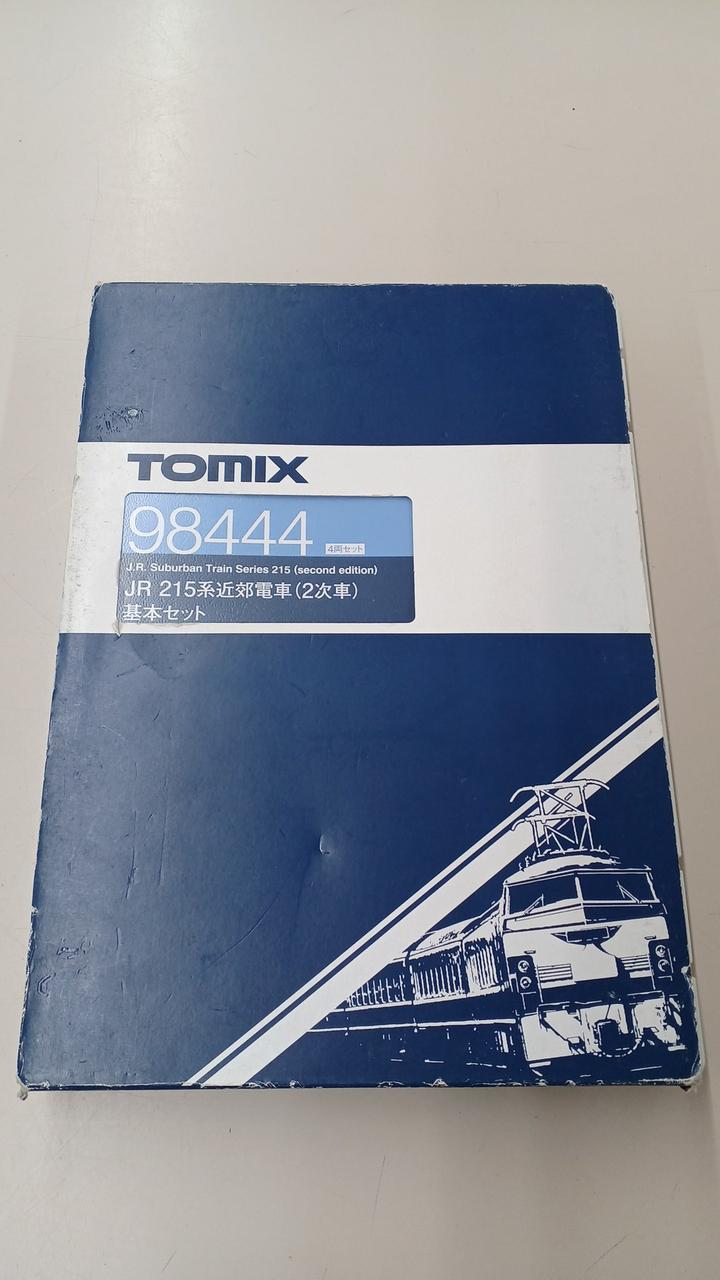 TOMIX
98444 4両セット
J.R. Suburban Train Series 215 (second edition)
JR 215系近郊電車(2次車)
基本セット